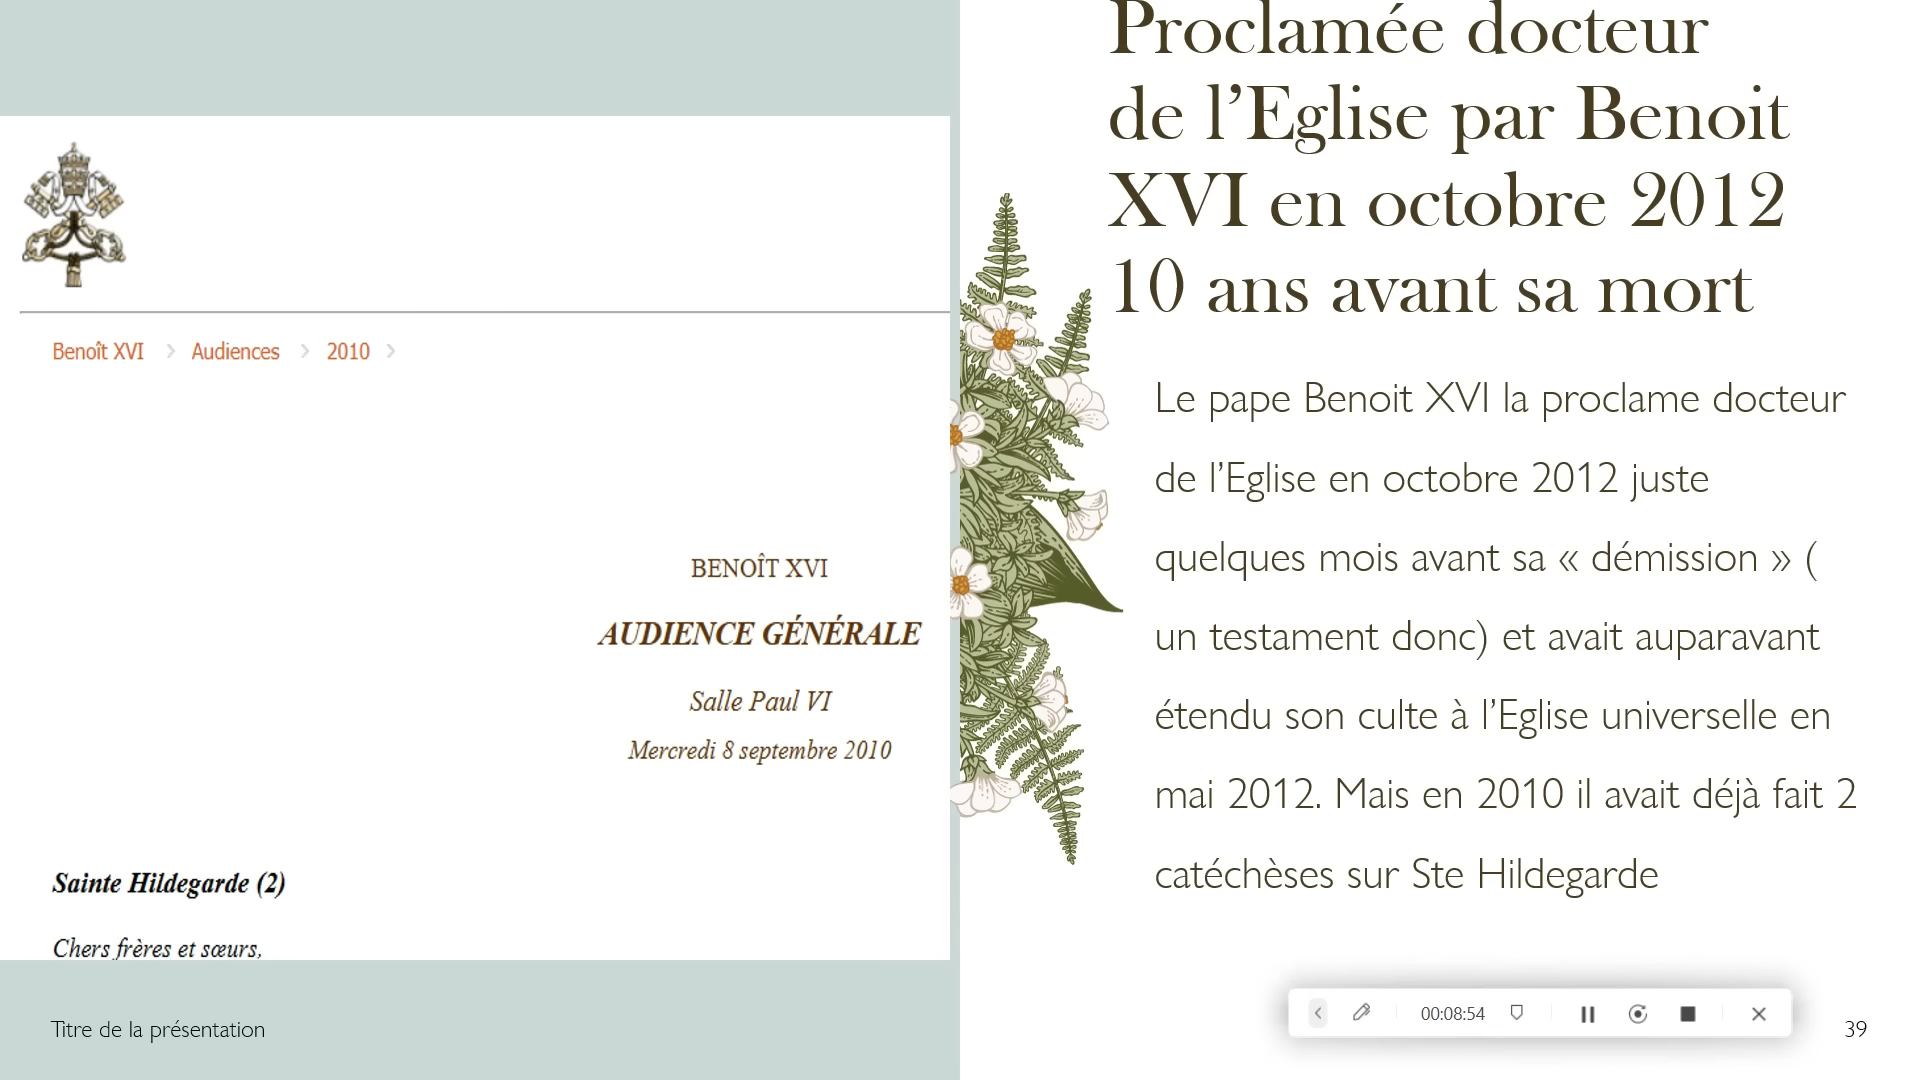 Benoît XVI > Audiences > 2010 >
BENOÎT XVI
AUDIENCE GÉNÉRALE
Salle Paul VI
Mercredi 8 septembre 2010
Sainte Hildegarde (2)
Chers frères et sœurs,
Titre de la présentation
Proclamée docteur
de l’Eglise par Benoit
XVI en octobre 2012
10 ans avant sa mort
Le pape Benoit XVI la proclame docteur
de l’Eglise en octobre 2012 juste
quelques mois avant sa « démission » (
un testament donc) et avait auparavant
étendu son culte à l’Eglise universelle en
mai 2012. Mais en 2010 il avait déjà fait 2
catéchèses sur Ste Hildegarde
00:08:54
39